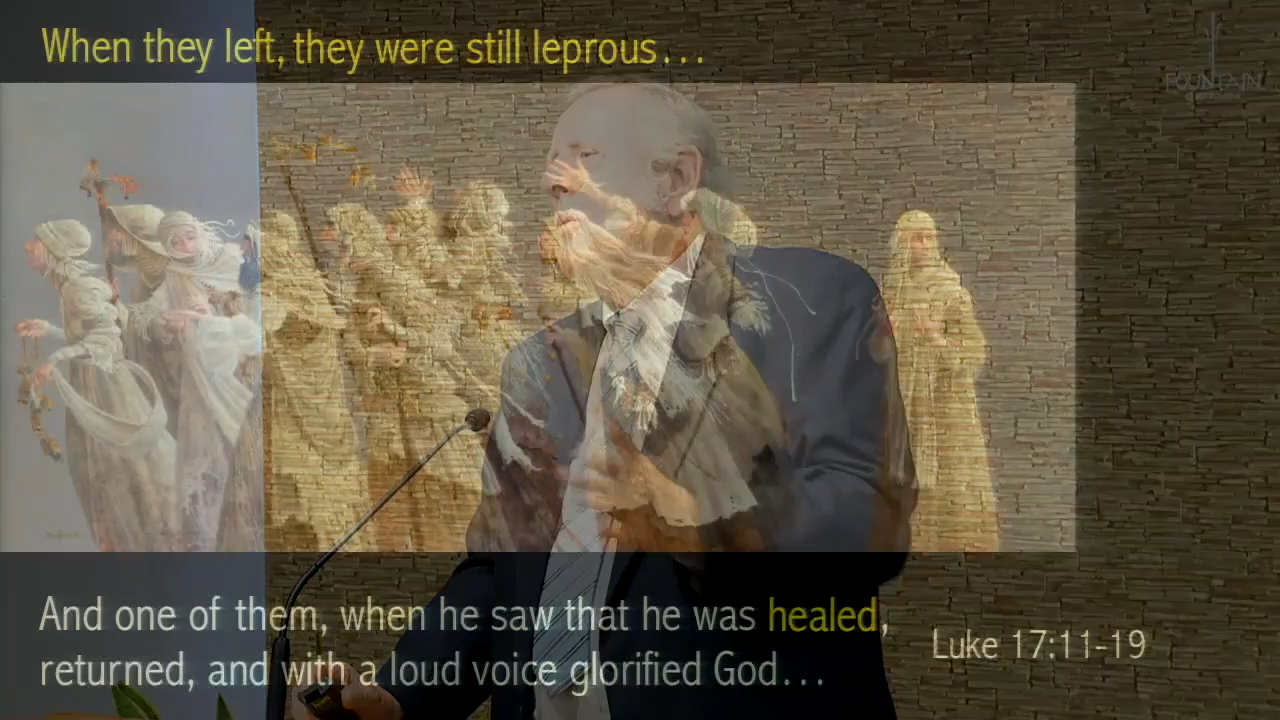 When they left, they were still leprous...
FOUNTAIN
And one of them, when he saw that he was healed,
returned, and with a loud voice glorified God...
Luke 17:11-19